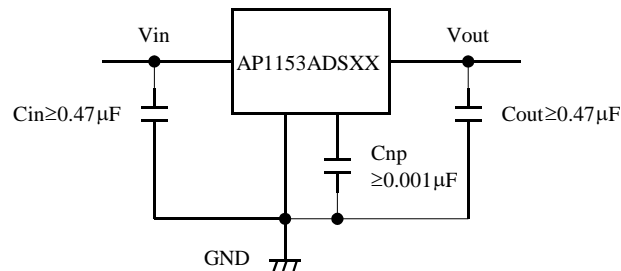 Vin
Vout
AP1153ADSXX
Cin≥0.47μF
Cout≥0.47μF
Cnp
≥0.001μF
GND